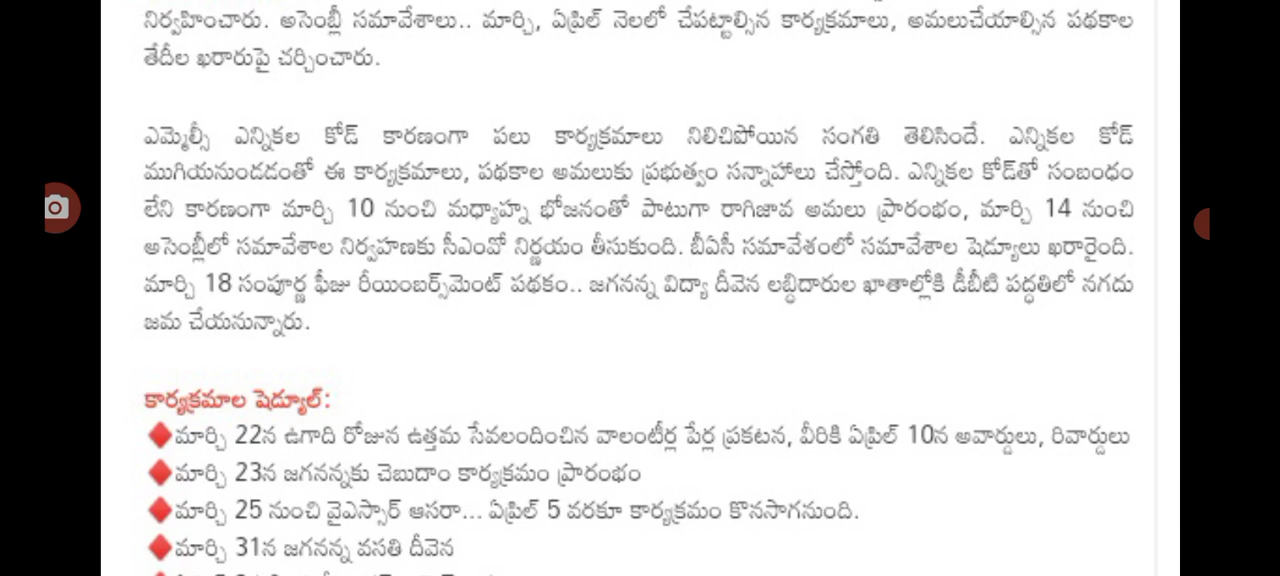 నిర్వహించారు. అసెంబ్లీ సమావేశాలు.. మార్చి, ఏప్రిల్ నెలలో చేపట్టాల్సిన కార్యక్రమాలు, అమలుచేయాల్సిన పథకాల
తేదీల ఖరారుపై చర్చించారు.
ఎమ్మెల్సీ ఎన్నికల కోడ్ కారణంగా పలు కార్యక్రమాలు నిలిచిపోయిన సంగతి తెలిసిందే. ఎన్నికల కోడ్
ముగియనుండడంతో ఈ కార్యక్రమాలు, పథకాల అమలుకు ప్రభుత్వం సన్నాహాలు చేస్తోంది. ఎన్నికల కోడ్‌తో సంబంధం
లేని కారణంగా మార్చి 10 నుంచి మధ్యాహ్న భోజనంతో పాటుగా రాగిజావ అమలు ప్రారంభం, మార్చి 14 నుంచి
అసెంబ్లీలో సమావేశాల నిర్వహణకు సీఎంవో నిర్ణయం తీసుకుంది. బీఏసీ సమావేశంలో సమావేశాల షెడ్యూలు ఖరారైంది.
మార్చి 18 సంపూర్ణ ఫీజు రీయింబర్స్‌మెంట్ పథకం.. జగనన్న విద్యా దీవెన లబ్ధిదారుల ఖాతాల్లోకి డీబీటి పద్ధతిలో నగదు
జమ చేయనున్నారు.
కార్యక్రమాల షెడ్యూల్:
♦మార్చి 22న ఉగాది రోజున ఉత్తమ సేవలందించిన వాలంటీర్ల పేర్ల ప్రకటన, వీరికి ఏప్రిల్ 10న అవార్డులు, రివార్డులు
♦మార్చి 23న జగనన్నకు చెబుదాం కార్యక్రమం ప్రారంభం
♦మార్చి 25 నుంచి వైఎస్సార్ ఆసరా... ఏప్రిల్ 5 వరకూ కార్యక్రమం కొనసాగనుంది.
♦మార్చి 31న జగనన్న వసతి దీవెన